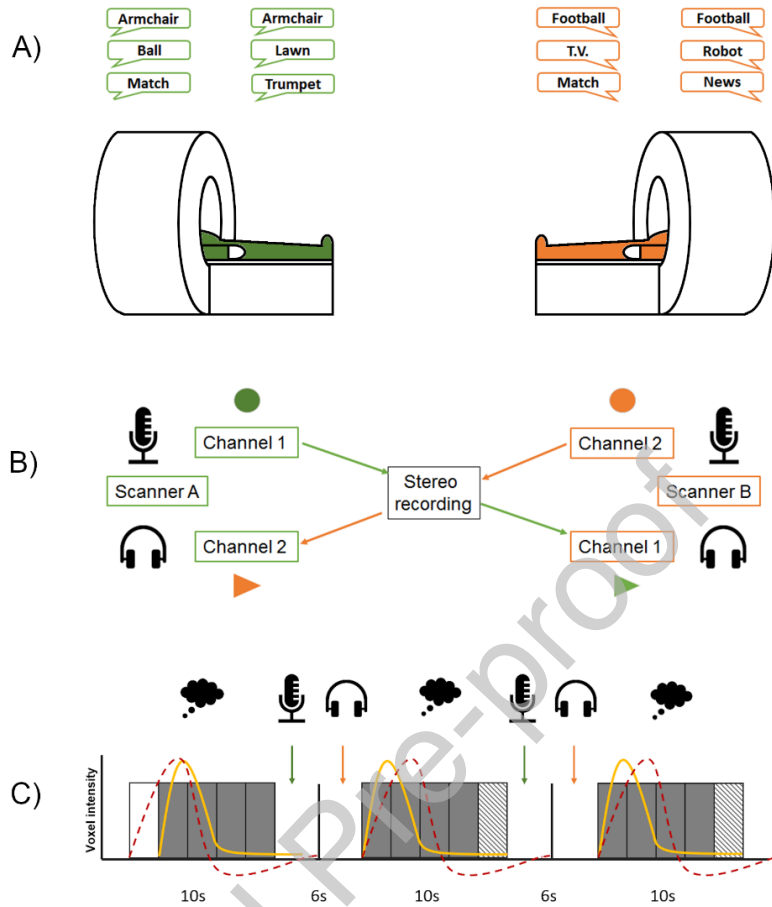 A)
Armchair
Ball
Match
Armchair
Lawn
Trumpet
Football
T.V.
Match
Football
Robot
News
B)
Channel 1
Scanner A
Channel 2
Stereo
recording
Channel 2
Scanner B
Channel 1
C)
Voxel intensity
10s
6s
10s
6s
10s
l Pre-proof